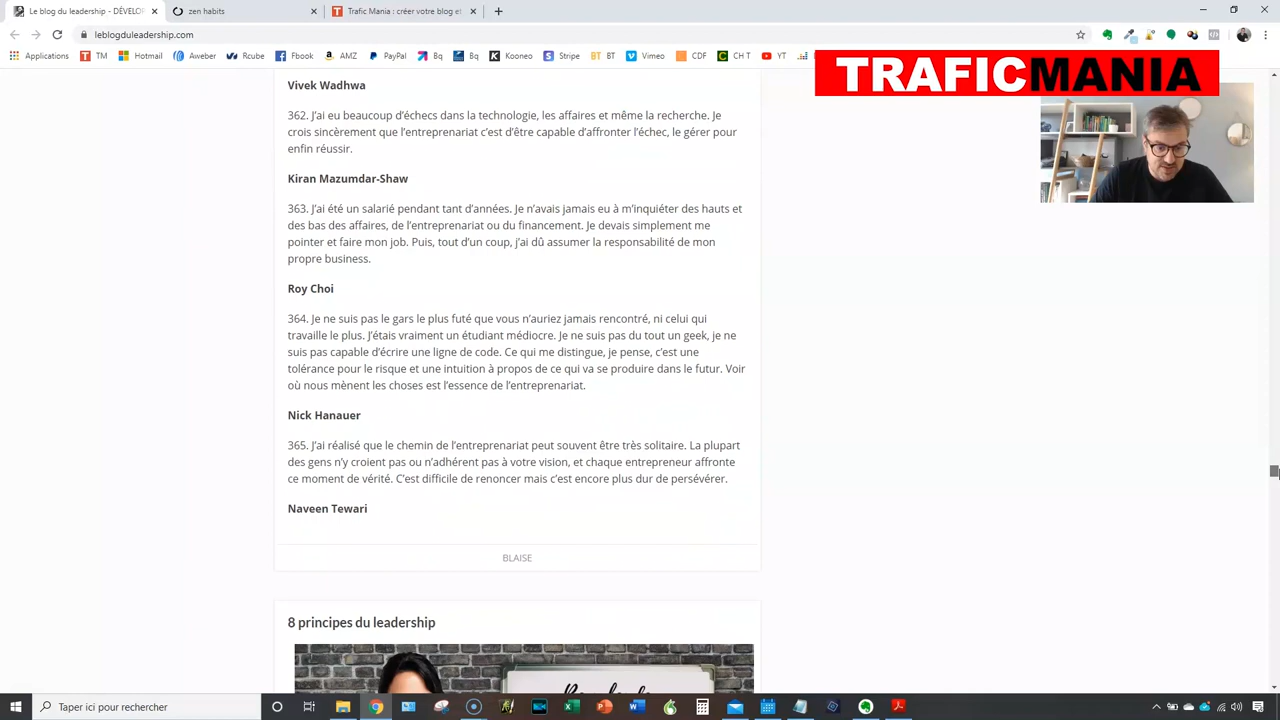 Le blog du leadership - DÉVELOP
zen habits
Trafic Mania : créer votre blog et
leblogduleadership.com
Applications
TM
Hotmail
Aweber
Rcube
Fbook
AMZ
PayPal
Bq
Bq
Kooneo
Stripe
BT BT
Vimeo
CDF
CH T
YT
TRAFICMANIA
Vivek Wadhwa
362. J'ai eu beaucoup d'échecs dans la technologie, les affaires et même la recherche. Je
crois sincèrement que l'entreprenariat c'est d'être capable d'affronter l'échec, le gérer pour
enfin réussir.
Kiran Mazumdar-Shaw
363. J'ai été un salarié pendant tant d'années. Je n'avais jamais eu à m'inquiéter des hauts et
des bas des affaires, de l'entreprenariat ou du financement. Je devais simplement me
pointer et faire mon job. Puis, tout d'un coup, j'ai dû assumer la responsabilité de mon
propre business.
Roy Choi
364. Je ne suis pas le gars le plus futé que vous n'auriez jamais rencontré, ni celui qui
travaille le plus. J'étais vraiment un étudiant médiocre. Je ne suis pas du tout un geek, je ne
suis pas capable d'écrire une ligne de code. Ce qui me distingue, je pense, c'est une
tolérance pour le risque et une intuition à propos de ce qui va se produire dans le futur. Voir
où nous mènent les choses est l'essence de l'entreprenariat.
Nick Hanauer
365. J'ai réalisé que le chemin de l'entreprenariat peut souvent être très solitaire. La plupart
des gens n'y croient pas ou n'adhérent pas à votre vision, et chaque entrepreneur affronte
ce moment de vérité. C'est difficile de renoncer mais c'est encore plus dur de persévérer.
Naveen Tewari
BLAISE
8 principes du leadership
Taper ici pour rechercher